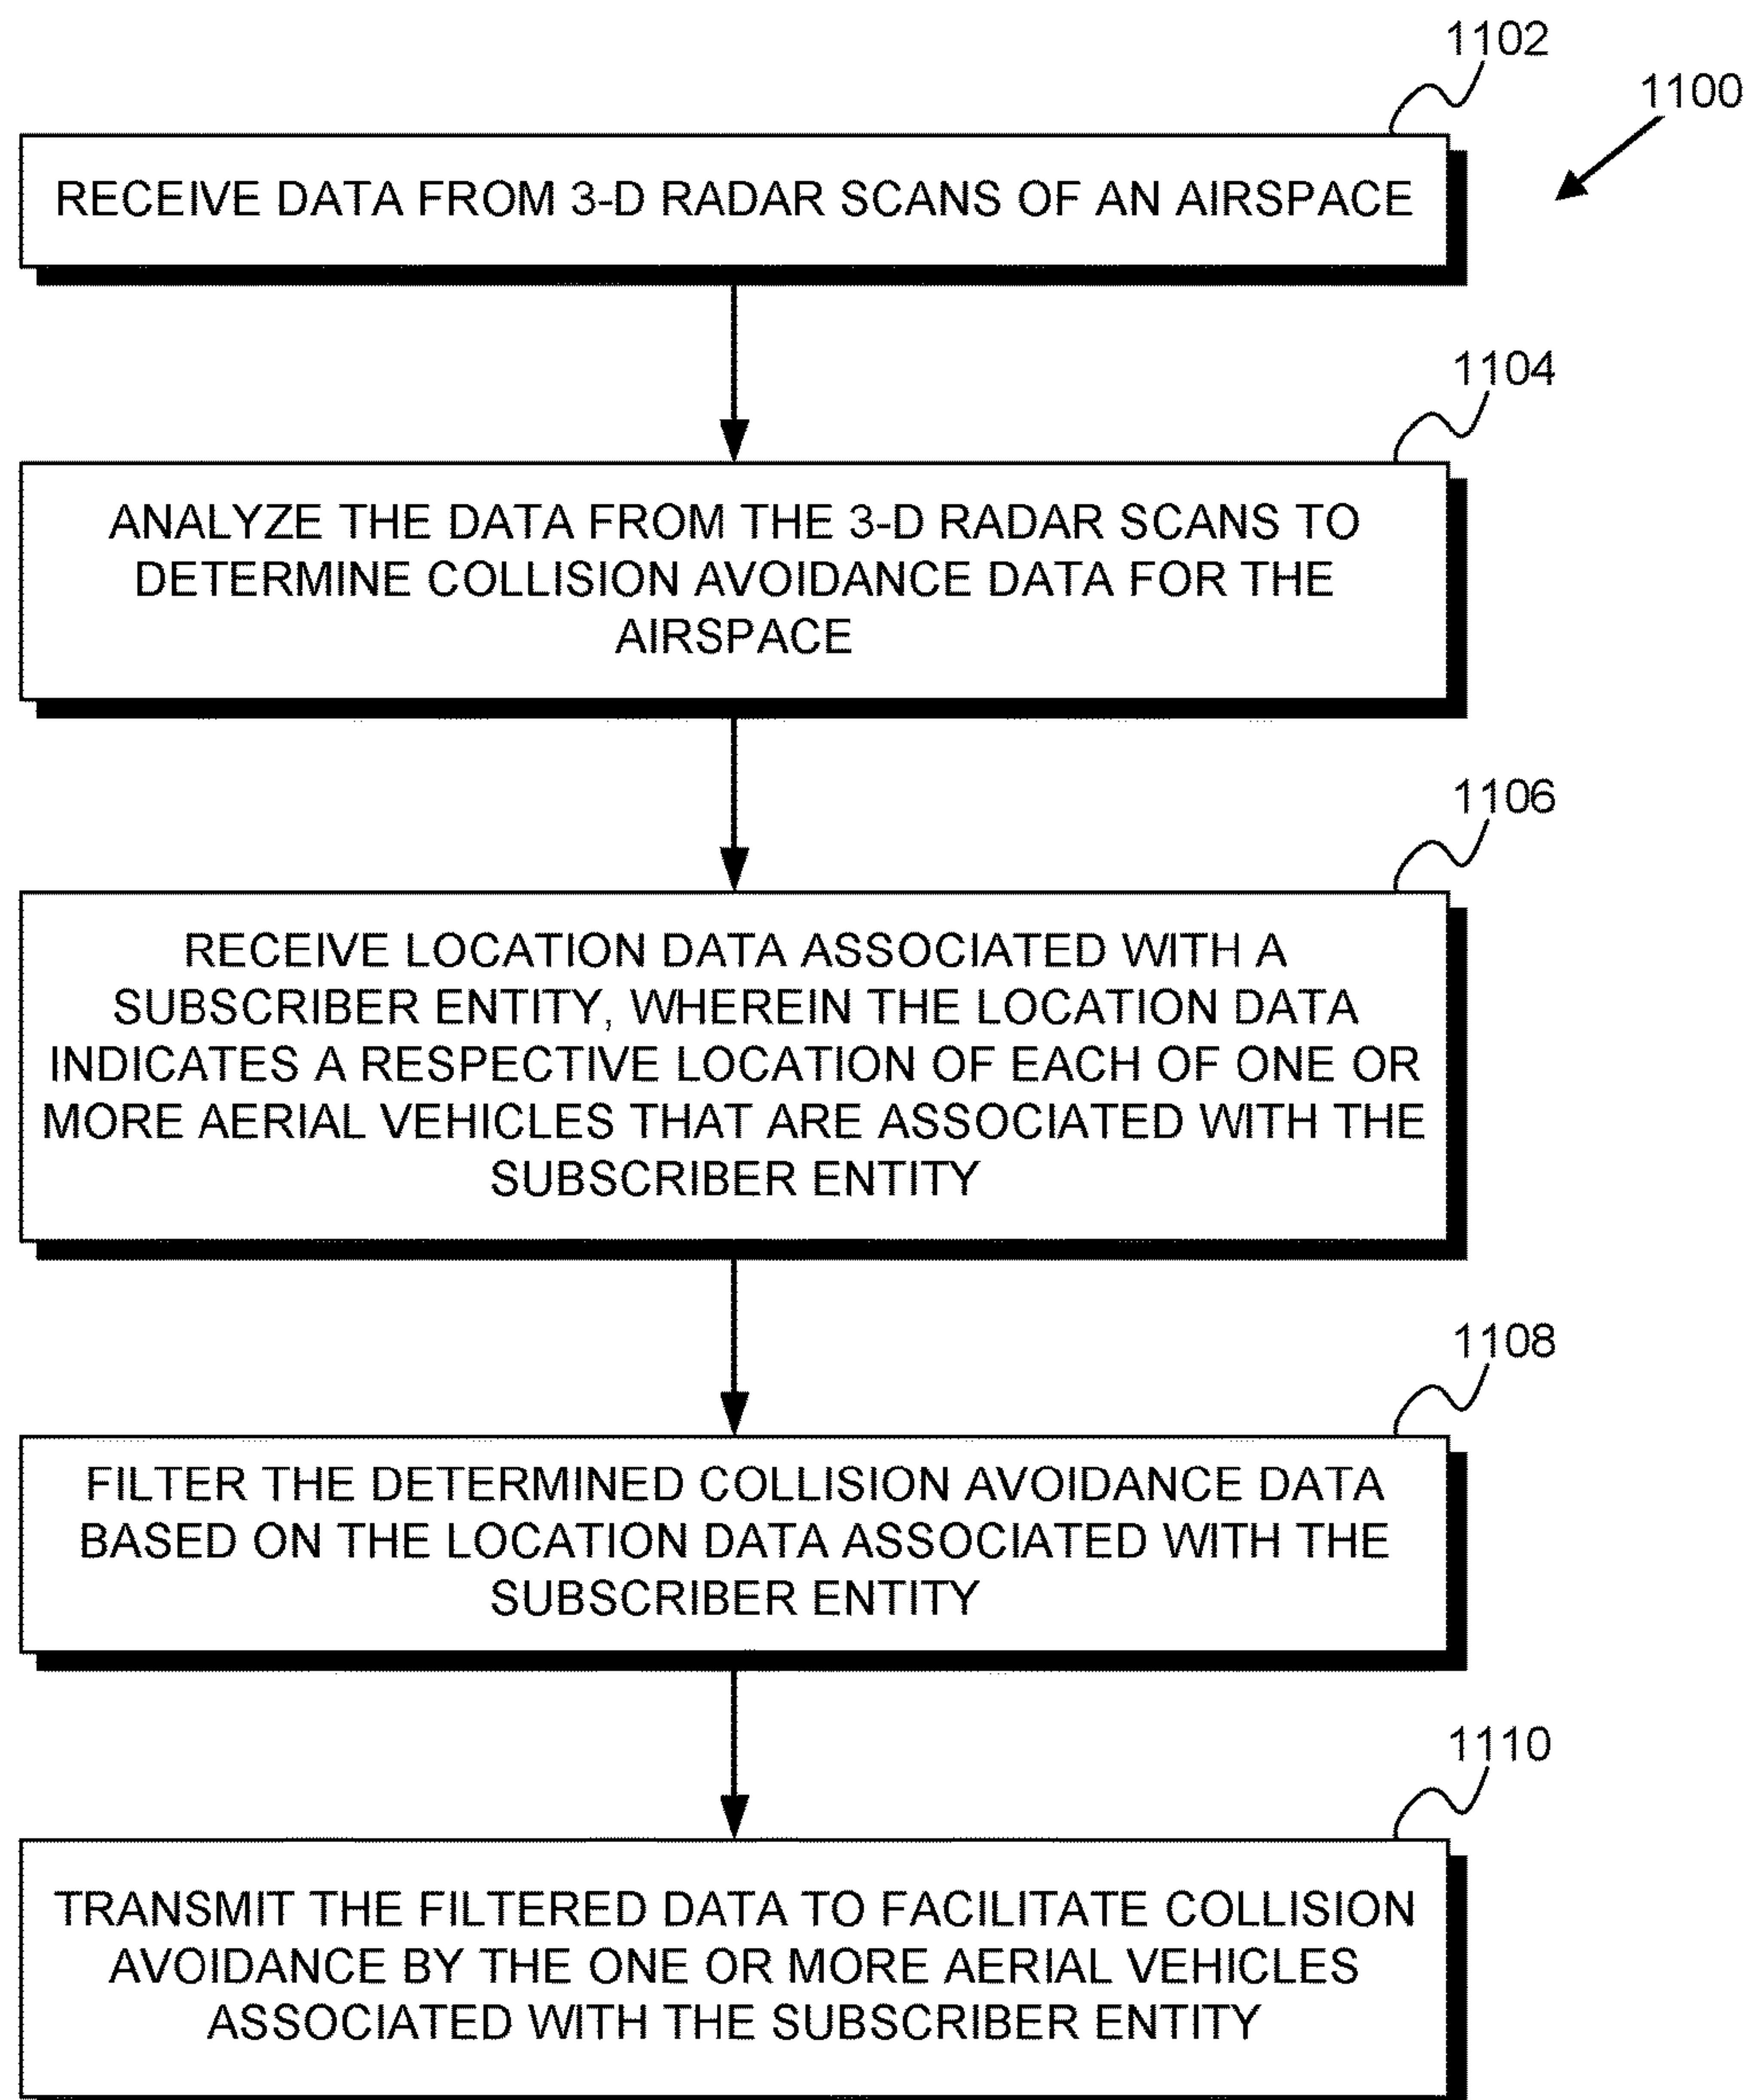 1102
1100
RECEIVE DATA FROM 3-D RADAR SCANS OF AN AIRSPACE
1104
ANALYZE THE DATA FROM THE 3-D RADAR SCANS TO
DETERMINE COLLISION AVOIDANCE DATA FOR THE
AIRSPACE
1106
RECEIVE LOCATION DATA ASSOCIATED WITH A
SUBSCRIBER ENTITY, WHEREIN THE LOCATION DATA
INDICATES A RESPECTIVE LOCATION OF EACH OF ONE OR
MORE AERIAL VEHICLES THAT ARE ASSOCIATED WITH THE
SUBSCRIBER ENTITY
1108
FILTER THE DETERMINED COLLISION AVOIDANCE DATA
BASED ON THE LOCATION DATA ASSOCIATED WITH THE
SUBSCRIBER ENTITY
1110
TRANSMIT THE FILTERED DATA TO FACILITATE COLLISION
AVOIDANCE BY THE ONE OR MORE AERIAL VEHICLES
ASSOCIATED WITH THE SUBSCRIBER ENTITY